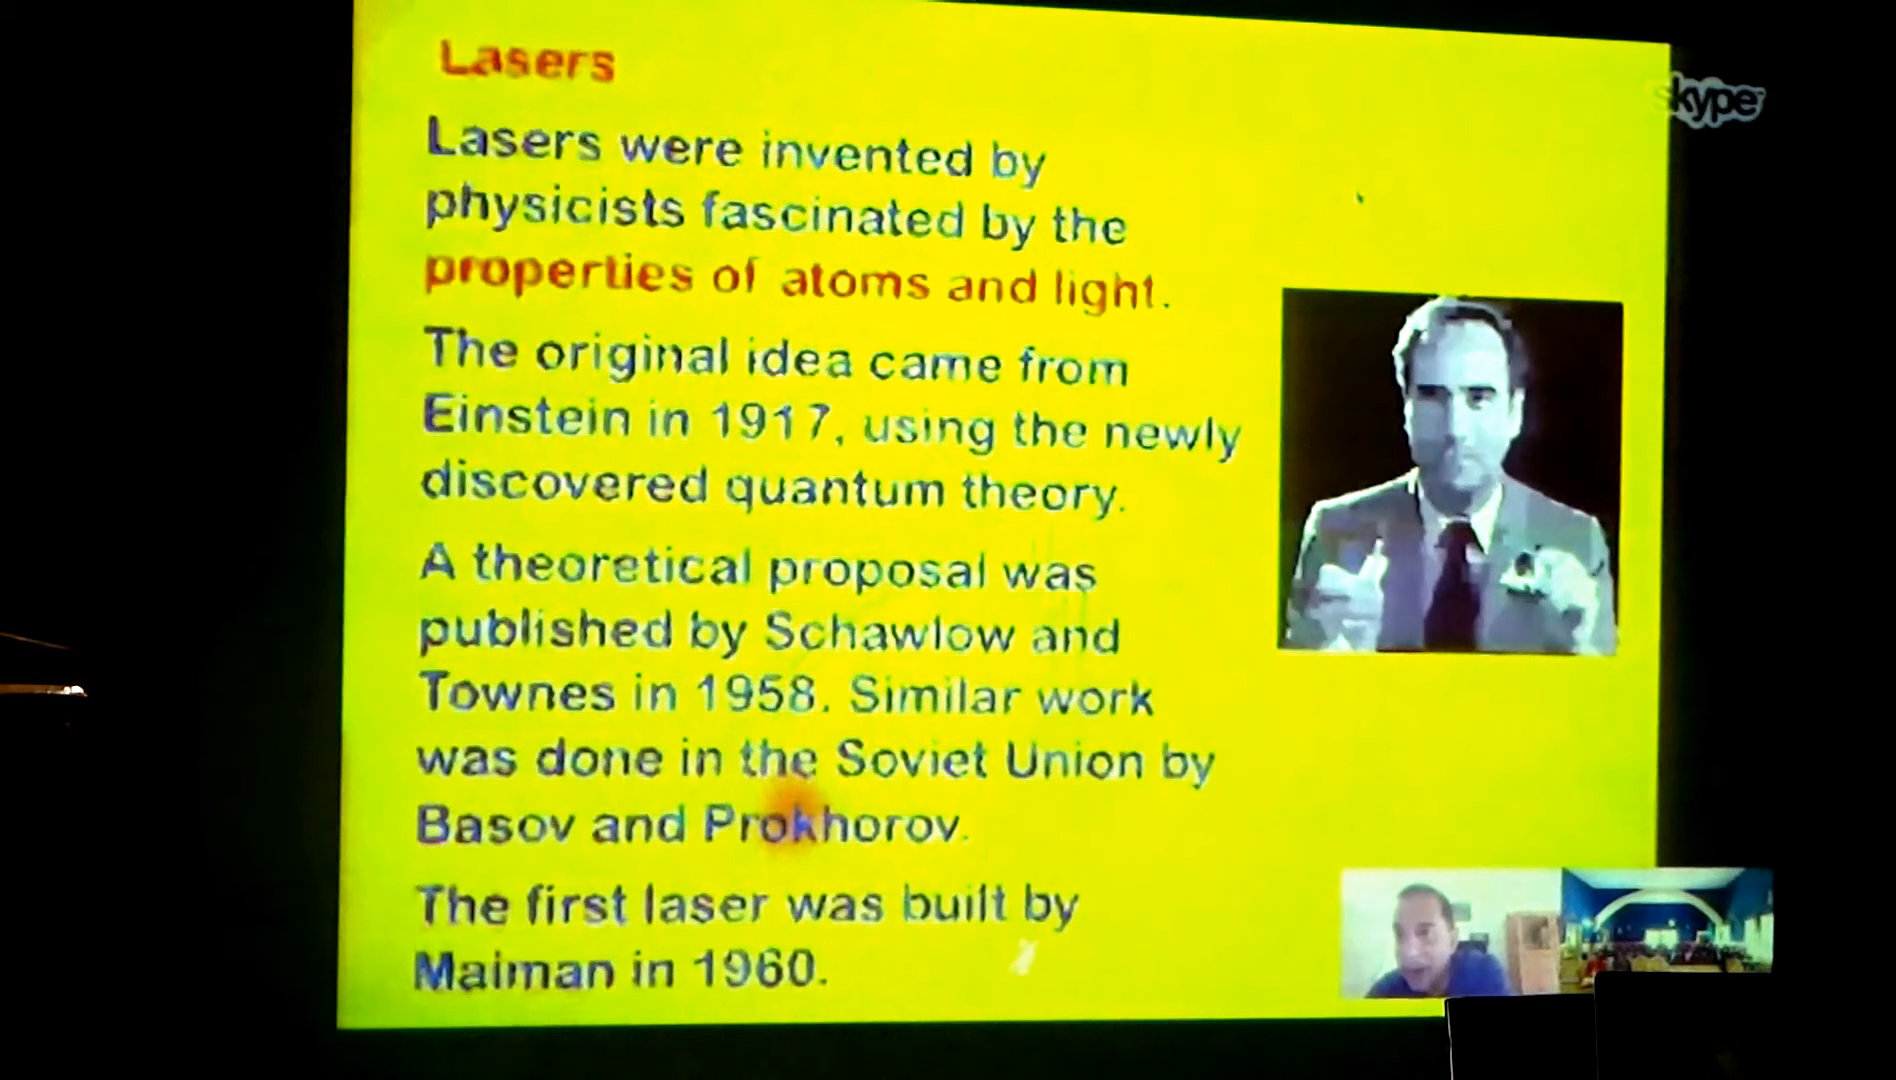 Lasers
skype
Lasers were invented by
physicists fascinated by the
properties of atoms and light.
The original idea came from
Einstein in 1917, using the newly
discovered quantum theory.
A theoretical proposal was
published by Schawlow and
Townes in 1958. Similar work
was done in the Soviet Union by
Basov and Prokhorov.
The first laser was built by
Maiman in 1960.